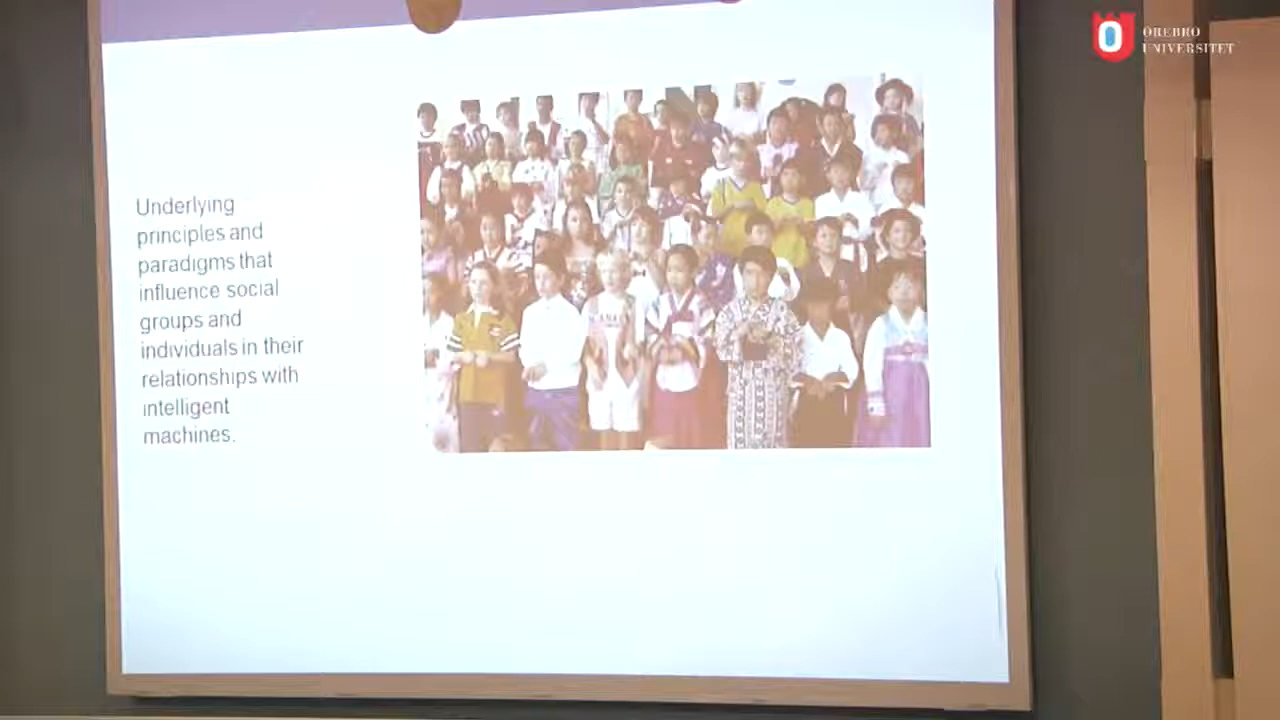 ÖREBRO
UNIVERSITET
Underlying
principles and
paradigms that
influence social
groups and
individuals in their
relationships with
intelligent
machines.